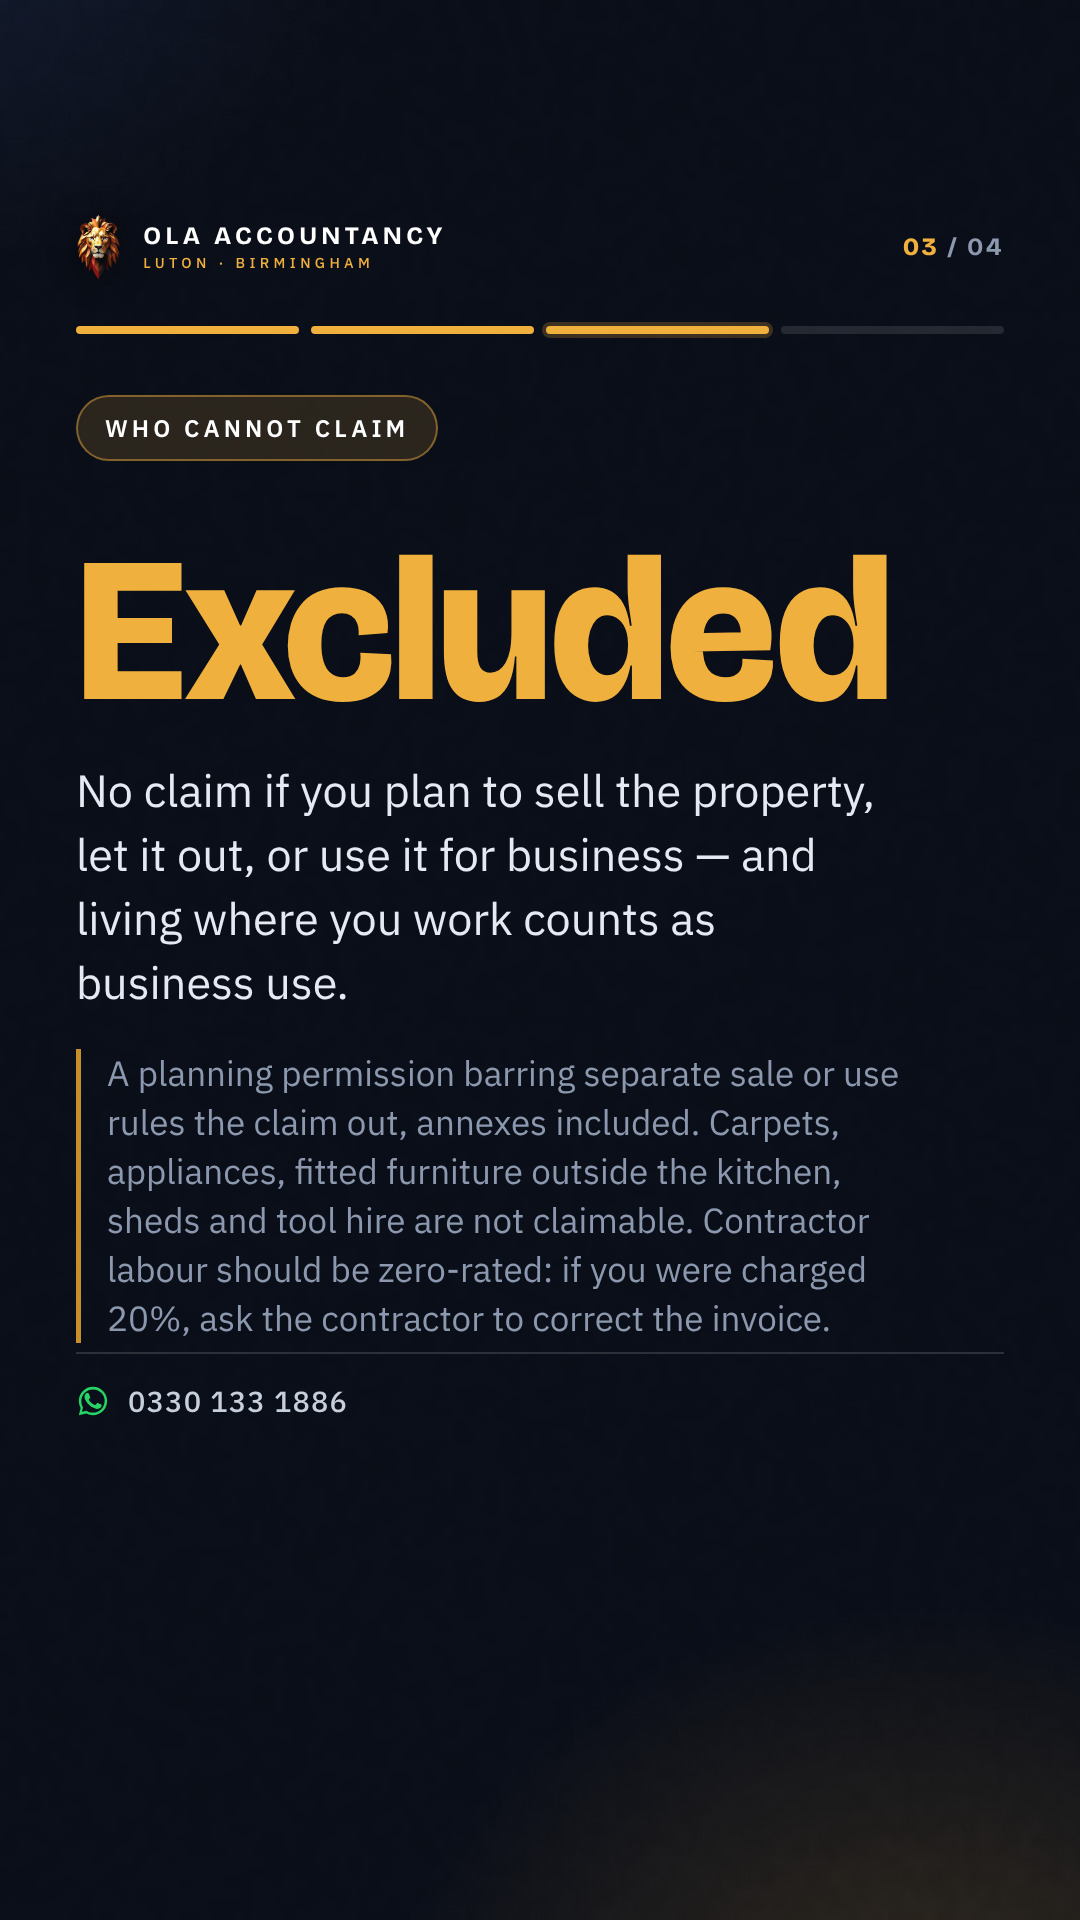 OLA ACCOUNTANCY
LUTON · BIRMINGHAM
03 / 04
WHO CANNOT CLAIM
Excluded
No claim if you plan to sell the property,
let it out, or use it for business — and
living where you work counts as
business use.
A planning permission barring separate sale or use
rules the claim out, annexes included. Carpets,
appliances, fitted furniture outside the kitchen,
sheds and tool hire are not claimable. Contractor
labour should be zero-rated: if you were charged
20%, ask the contractor to correct the invoice.
0330 133 1886